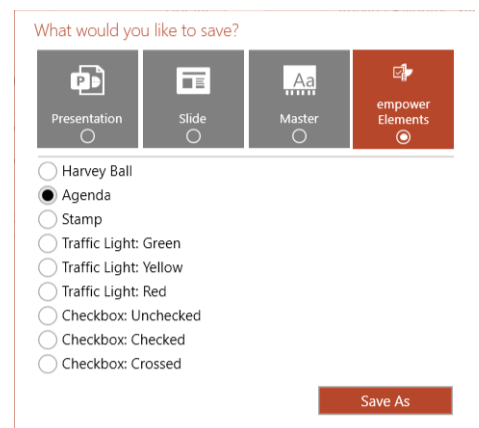 What would you like to save?
Presentation
Slide
Aa
Master
empower
Elements
Harvey Ball
Agenda
Stamp
Traffic Light: Green
Traffic Light: Yellow
Traffic Light: Red
Checkbox: Unchecked
Checkbox: Checked
Checkbox: Crossed
Save As